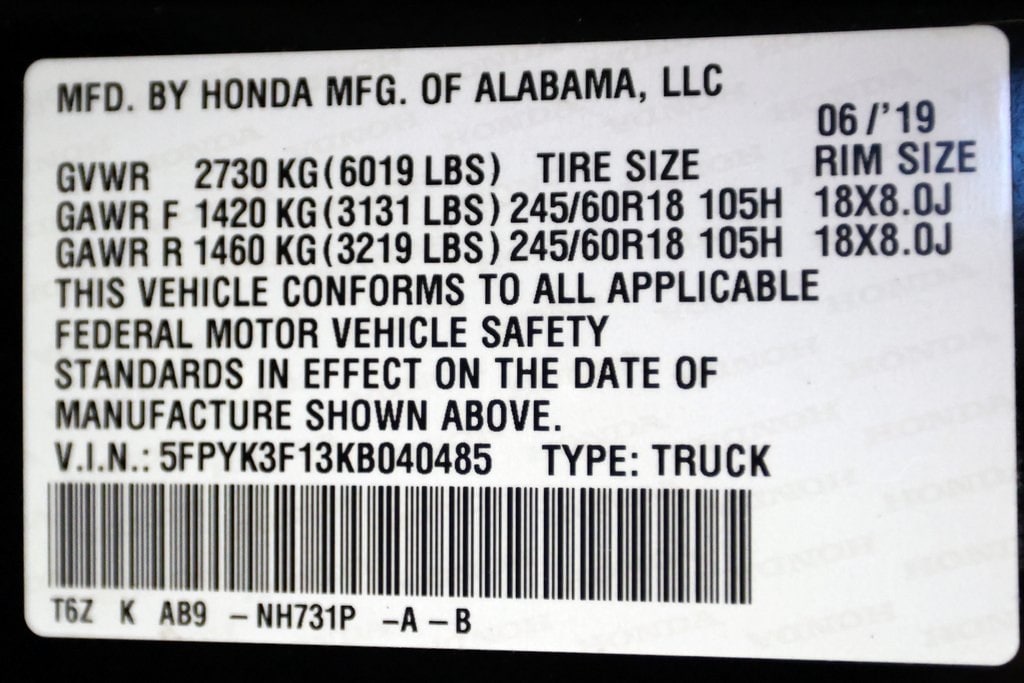 MFD. BY HONDA MFG. OF ALABAMA, LLC
06/'19
GVWR 2730 KG(6019 LBS) TIRE SIZE RIM SIZE
GAWR F 1420 KG(3131 LBS) 245/60R18 105H 18X8.0J
GAWR R 1460 KG(3219 LBS) 245/60R18 105H 18X8.0J
THIS VEHICLE CONFORMS TO ALL APPLICABLE
FEDERAL MOTOR VEHICLE SAFETY
STANDARDS IN EFFECT ON THE DATE OF
MANUFACTURE SHOWN ABOVE.
V.I.N.: 5FPYK3F13KB040485 TYPE: TRUCK
T6Z K AB9 -NH731P -A-B